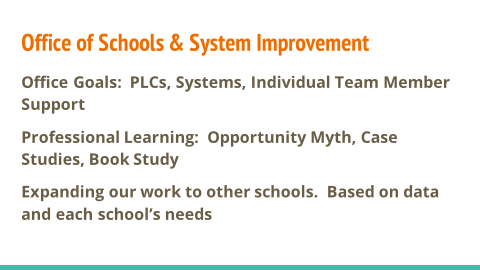 Office of Schools & System Improvement
Office Goals:  PLCs, Systems, Individual Team Member
Support
Professional Learning:  Opportunity Myth, Case
Studies, Book Study
Expanding our work to other schools.  Based on data
and each school’s needs